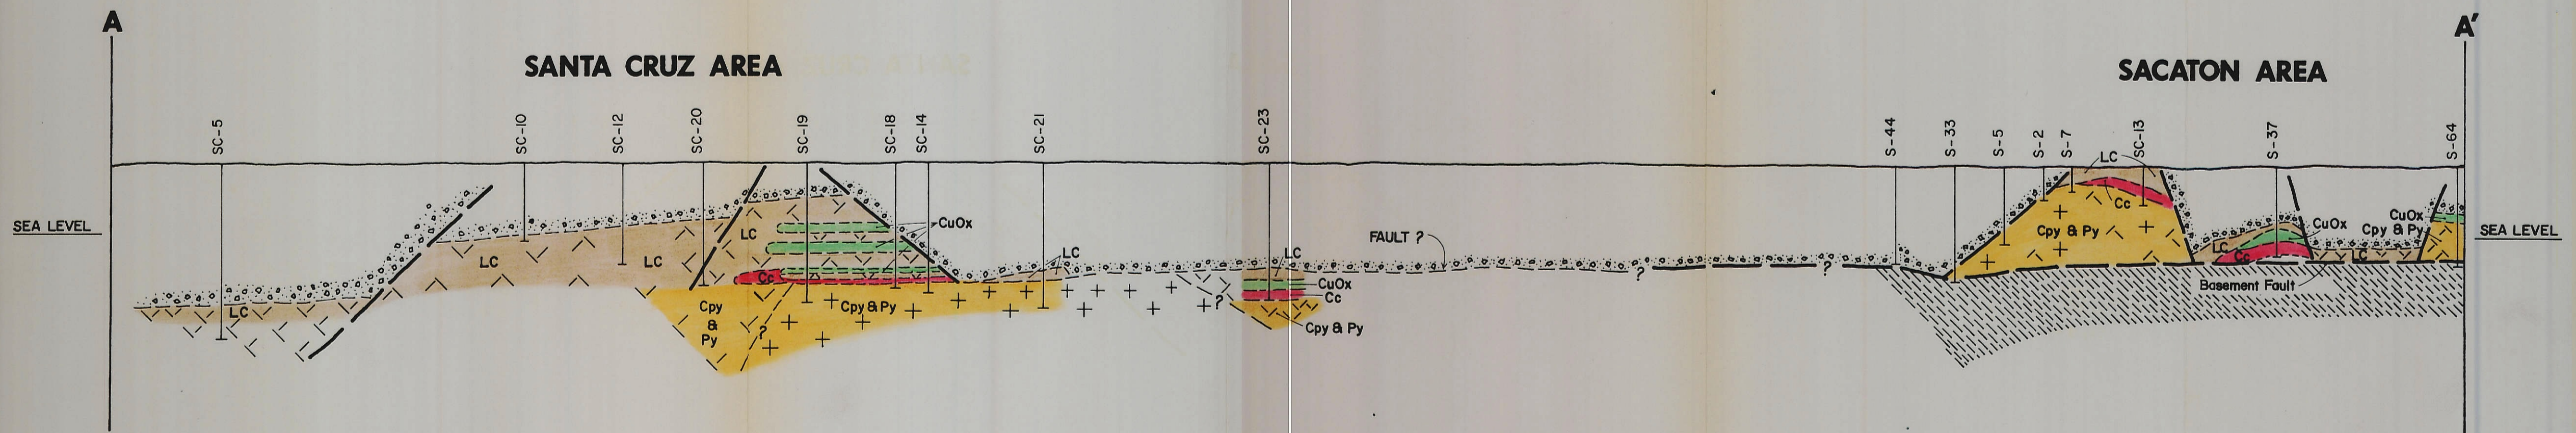 A
A'
SANTA CRUZ AREA
SACATON AREA
SC-5
SC-10
SC-12
SC-20
SC-19
SC-18
SC-14
SC-21
SC-23
S-44
S-33
S-5
S-2
S-7
SC-13
S-37
S-64
LC
SEA LEVEL
SEA LEVEL
CuOx
CuOx
CuOx
LC
FAULT ?
LC
LC
Cc
Cpy & Py
Cpy & Py
LC
LC
LC
LC
LC
Cc
Cc
CuOx
? ?
Basement Fault
LC
Cpy
&
Py
Cpy & Py
?
?
Cc
Cpy & Py